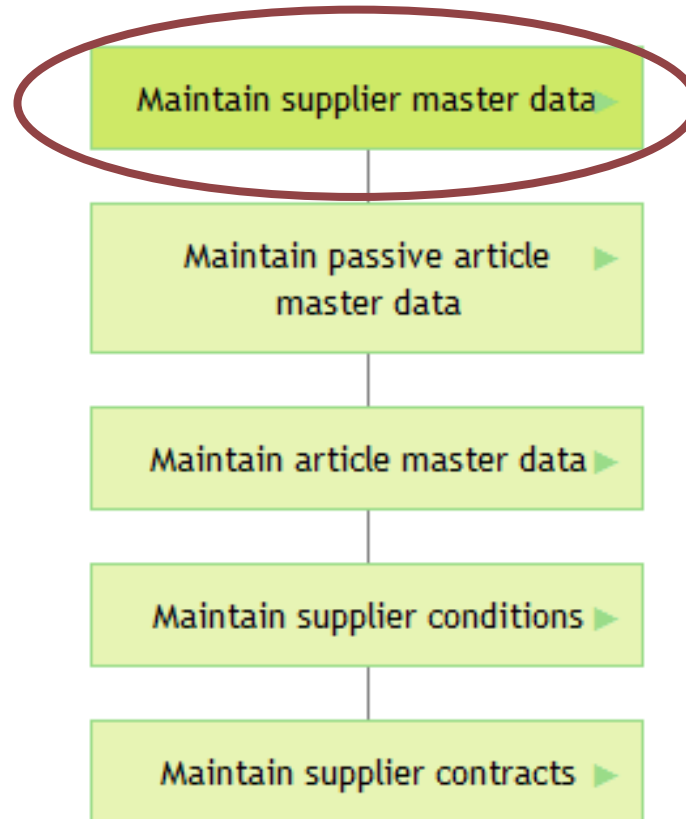 Maintain supplier master data
Maintain passive article
master data
Maintain article master data
Maintain supplier conditions
Maintain supplier contracts